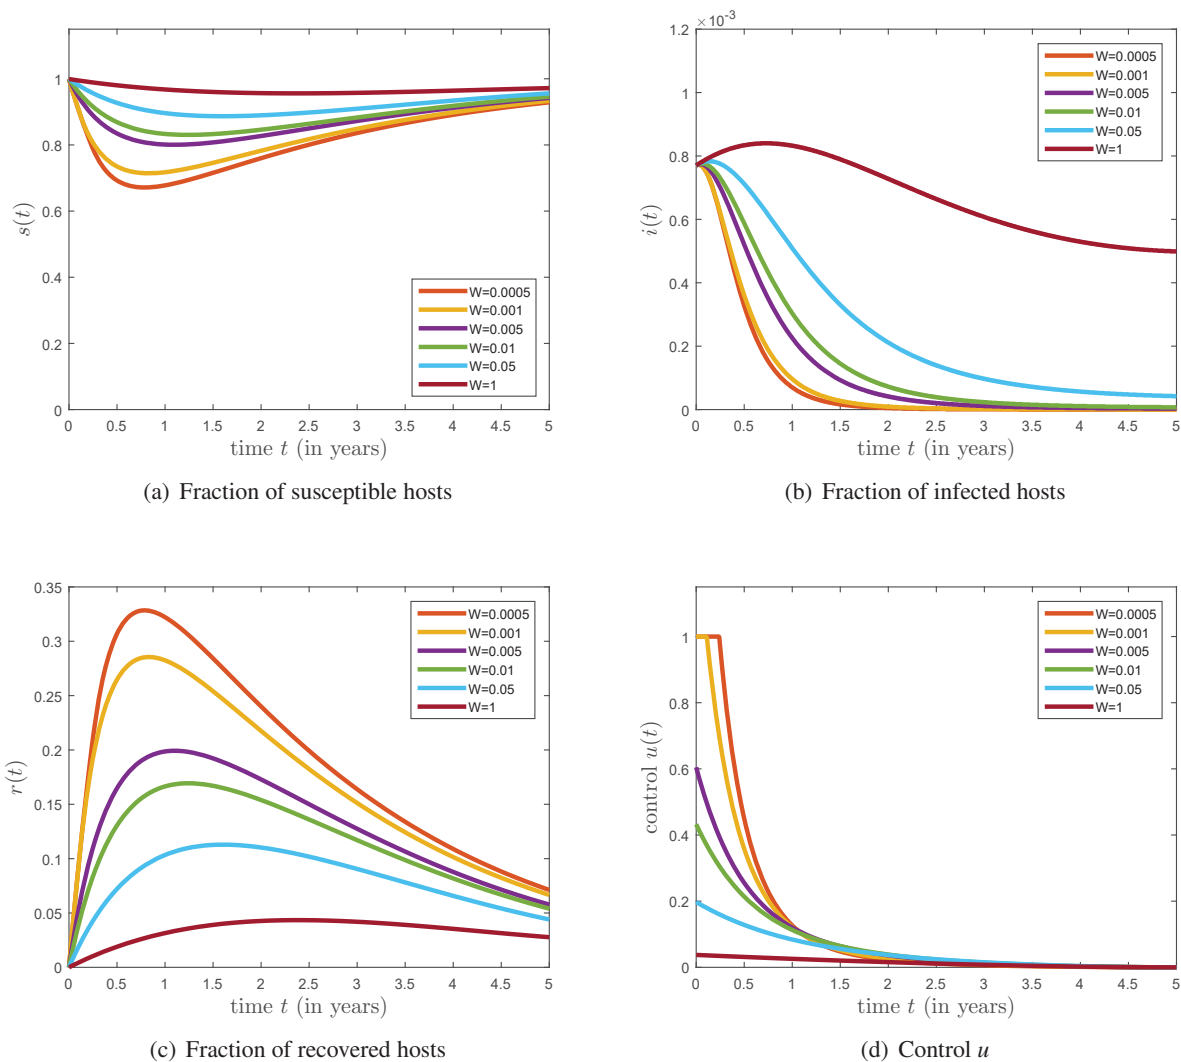 1
0.8
0.6
0.4
0.2
0
0 0.5 1 1.5 2 2.5 3 3.5 4 4.5 5
s(t)
time t (in years)
W=0.0005
W=0.001
W=0.005
W=0.01
W=0.05
W=1
(a) Fraction of susceptible hosts
×10⁻³
1.2
1
0.8
0.6
0.4
0.2
0
0 0.5 1 1.5 2 2.5 3 3.5 4 4.5 5
i(t)
time t (in years)
W=0.0005
W=0.001
W=0.005
W=0.01
W=0.05
W=1
(b) Fraction of infected hosts
0.35
0.3
0.25
0.2
0.15
0.1
0.05
0
0 0.5 1 1.5 2 2.5 3 3.5 4 4.5 5
r(t)
time t (in years)
W=0.0005
W=0.001
W=0.005
W=0.01
W=0.05
W=1
(c) Fraction of recovered hosts
1
0.8
0.6
0.4
0.2
0
0 0.5 1 1.5 2 2.5 3 3.5 4 4.5 5
control u(t)
time t (in years)
W=0.0005
W=0.001
W=0.005
W=0.01
W=0.05
W=1
(d) Control u